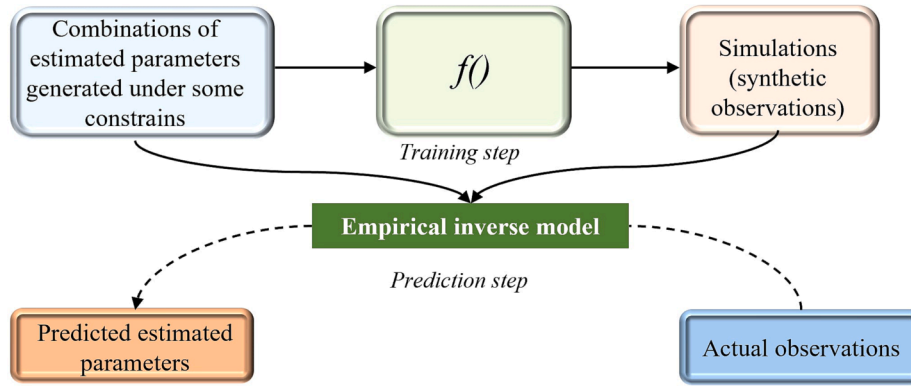 Combinations of
estimated parameters
generated under some
constrains
f()
Simulations
(synthetic
observations)
Training step
Empirical inverse model
Prediction step
Predicted estimated
parameters
Actual observations